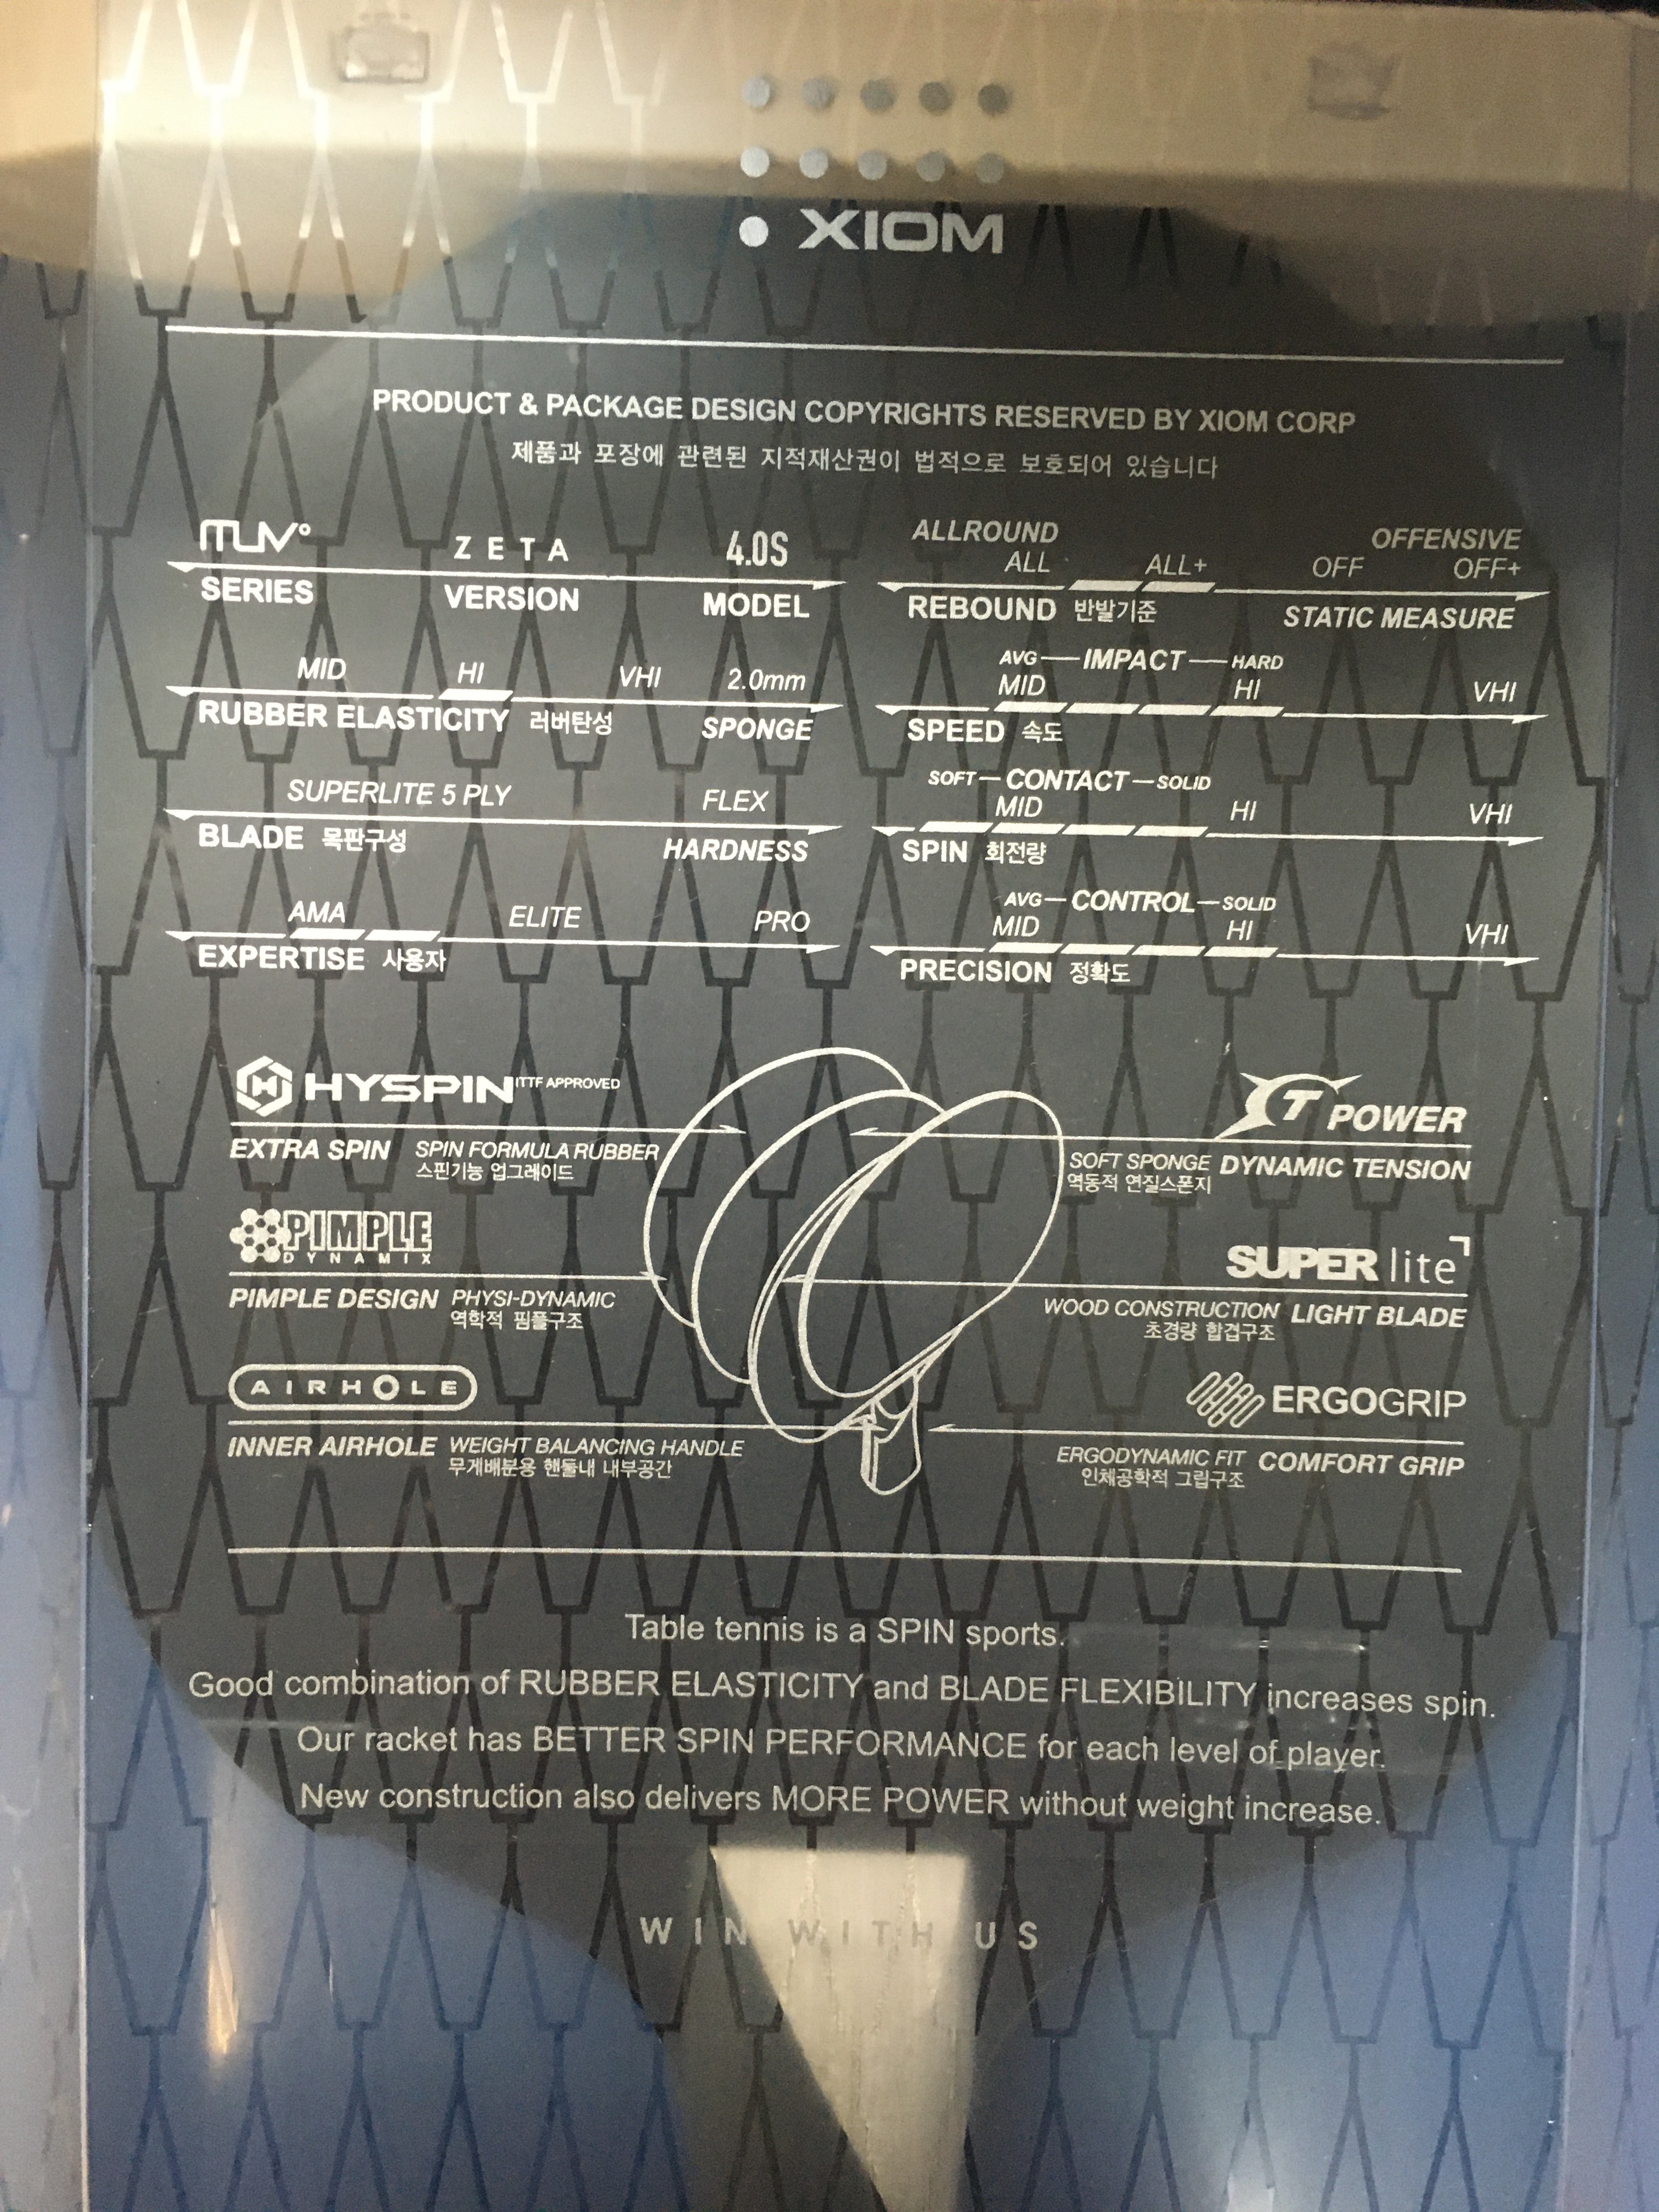 XIOM
PRODUCT & PACKAGE DESIGN COPYRIGHTS RESERVED BY XIOM CORP
제품과 포장에 관련된 지적재산권이 법적으로 보호되어 있습니다
MUV° ZETA 4.0S
SERIES VERSION MODEL
MID HI VHI 2.0mm
RUBBER ELASTICITY 러버탄성 SPONGE
SUPERLITE 5 PLY FLEX
BLADE 목판구성 HARDNESS
AMA ELITE PRO
EXPERTISE 사용자
ALLROUND OFFENSIVE
ALL ALL+ OFF OFF+
REBOUND 반발기준 STATIC MEASURE
AVG — IMPACT — HARD
MID HI VHI
SPEED 속도
SOFT — CONTACT — SOLID
MID HI VHI
SPIN 회전량
AVG — CONTROL — SOLID
MID HI VHI
PRECISION 정확도
HYSPIN ITTF APPROVED
EXTRA SPIN SPIN FORMULA RUBBER
스핀기능 업그레이드
PIMPLE
DYNAMIX
PIMPLE DESIGN PHYSI-DYNAMIC
역학적 핌플구조
AIRHOLE
INNER AIRHOLE WEIGHT BALANCING HANDLE
무게배분용 핸들내 내부공간
T POWER
SOFT SPONGE DYNAMIC TENSION
역동적 연질스폰지
SUPER lite
WOOD CONSTRUCTION LIGHT BLADE
초경량 합겹구조
ERGOGRIP
ERGODYNAMIC FIT COMFORT GRIP
인체공학적 그립구조
Table tennis is a SPIN sports.
Good combination of RUBBER ELASTICITY and BLADE FLEXIBILITY increases spin.
Our racket has BETTER SPIN PERFORMANCE for each level of player.
New construction also delivers MORE POWER without weight increase.
WIN WITH US